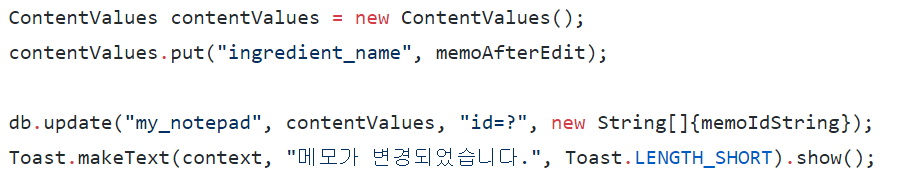 ContentValues contentValues = new ContentValues();
contentValues.put("ingredient_name", memoAfterEdit);
db.update("my_notepad", contentValues, "id=?", new String[]{memoIdString});
Toast.makeText(context, "메모가 변경되었습니다.", Toast.LENGTH_SHORT).show();